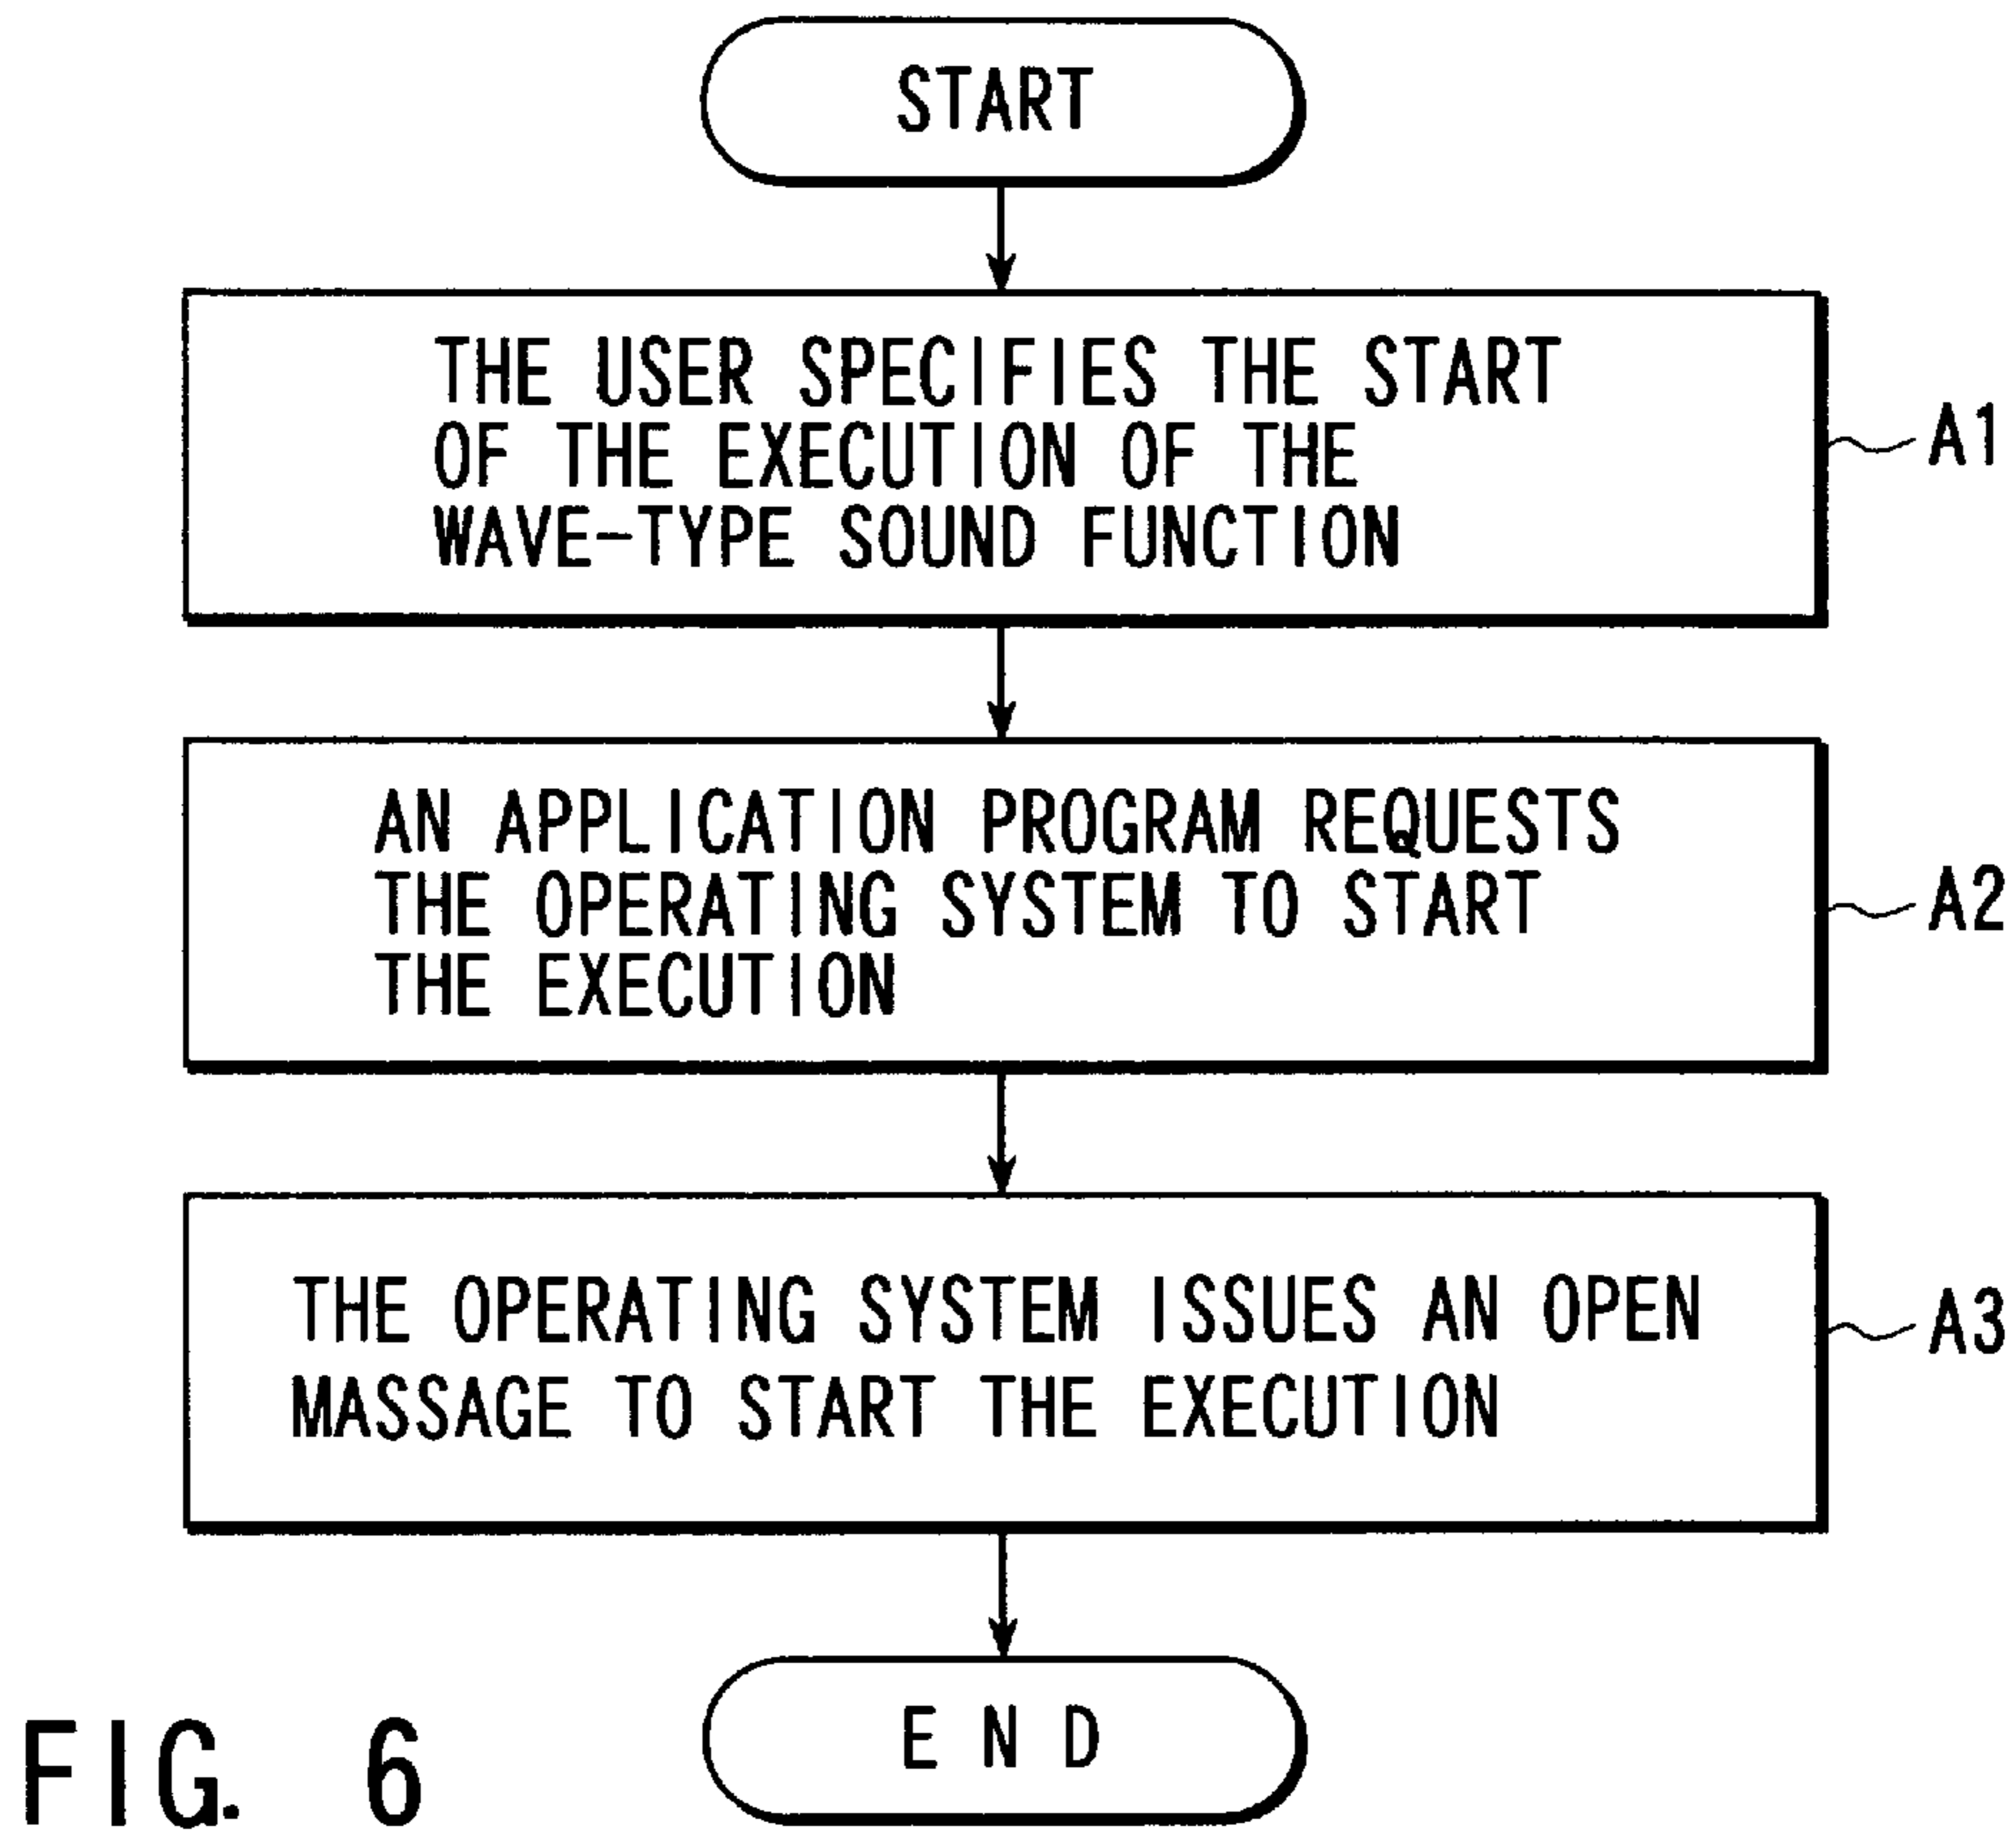 START
THE USER SPECIFIES THE START
OF THE EXECUTION OF THE
WAVE-TYPE SOUND FUNCTION
A1
AN APPLICATION PROGRAM REQUESTS
THE OPERATING SYSTEM TO START
THE EXECUTION
A2
THE OPERATING SYSTEM ISSUES AN OPEN
MASSAGE TO START THE EXECUTION
A3
END
FIG. 6